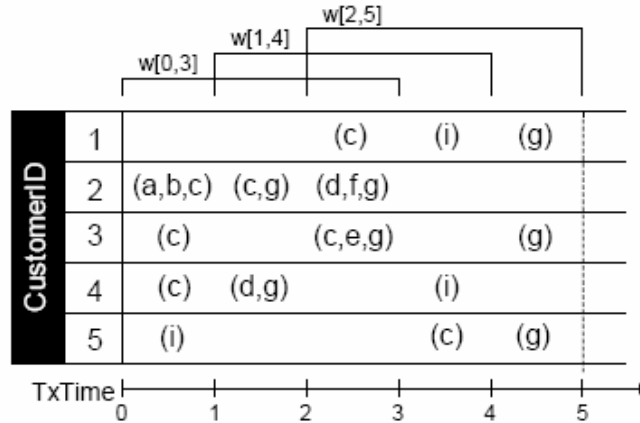 w[2,5]
w[1,4]
w[0,3]
CustomerID
1 (c) (i) (g)
2 (a,b,c) (c,g) (d,f,g)
3 (c) (c,e,g) (g)
4 (c) (d,g) (i)
5 (i) (c) (g)
TxTime
0 1 2 3 4 5